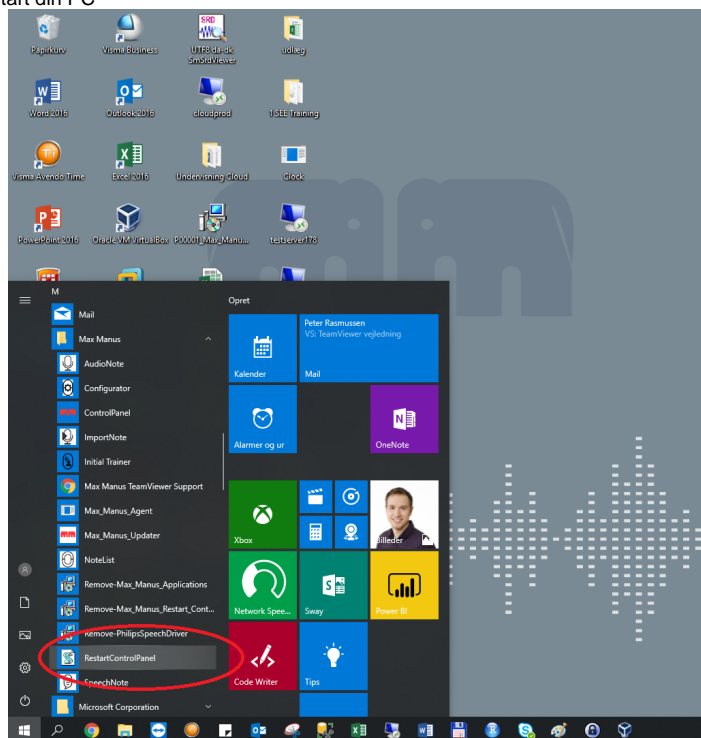 Papirkurv
Visma Business
UTF8 da-dk
SmSrdViewer
udlæg
Word 2016
Outlook 2016
cloudprod
1 SEE Training
Visma Avendo Time
Excel 2016
Undervisning Cloud
Clock
PowerPoint 2016
Oracle VM VirtualBox
P00001_Max_Manu...
testserver178
M
Mail
Max Manus
AudioNote
Configurator
ControlPanel
ImportNote
Initial Trainer
Max Manus TeamViewer Support
Max_Manus_Agent
Max_Manus_Updater
NoteList
Remove-Max_Manus_Applications
Remove-Max_Manus_Restart_Cont...
Remove-PhilipsSpeechDriver
RestartControlPanel
SpeechNote
Microsoft Corporation
Opret
Kalender
Peter Rasmussen
VS: TeamViewer vejledning
Mail
Alarmer og ur
OneNote
Xbox
Billeder
Network Spee...
Sway
Power BI
Code Writer
Tips